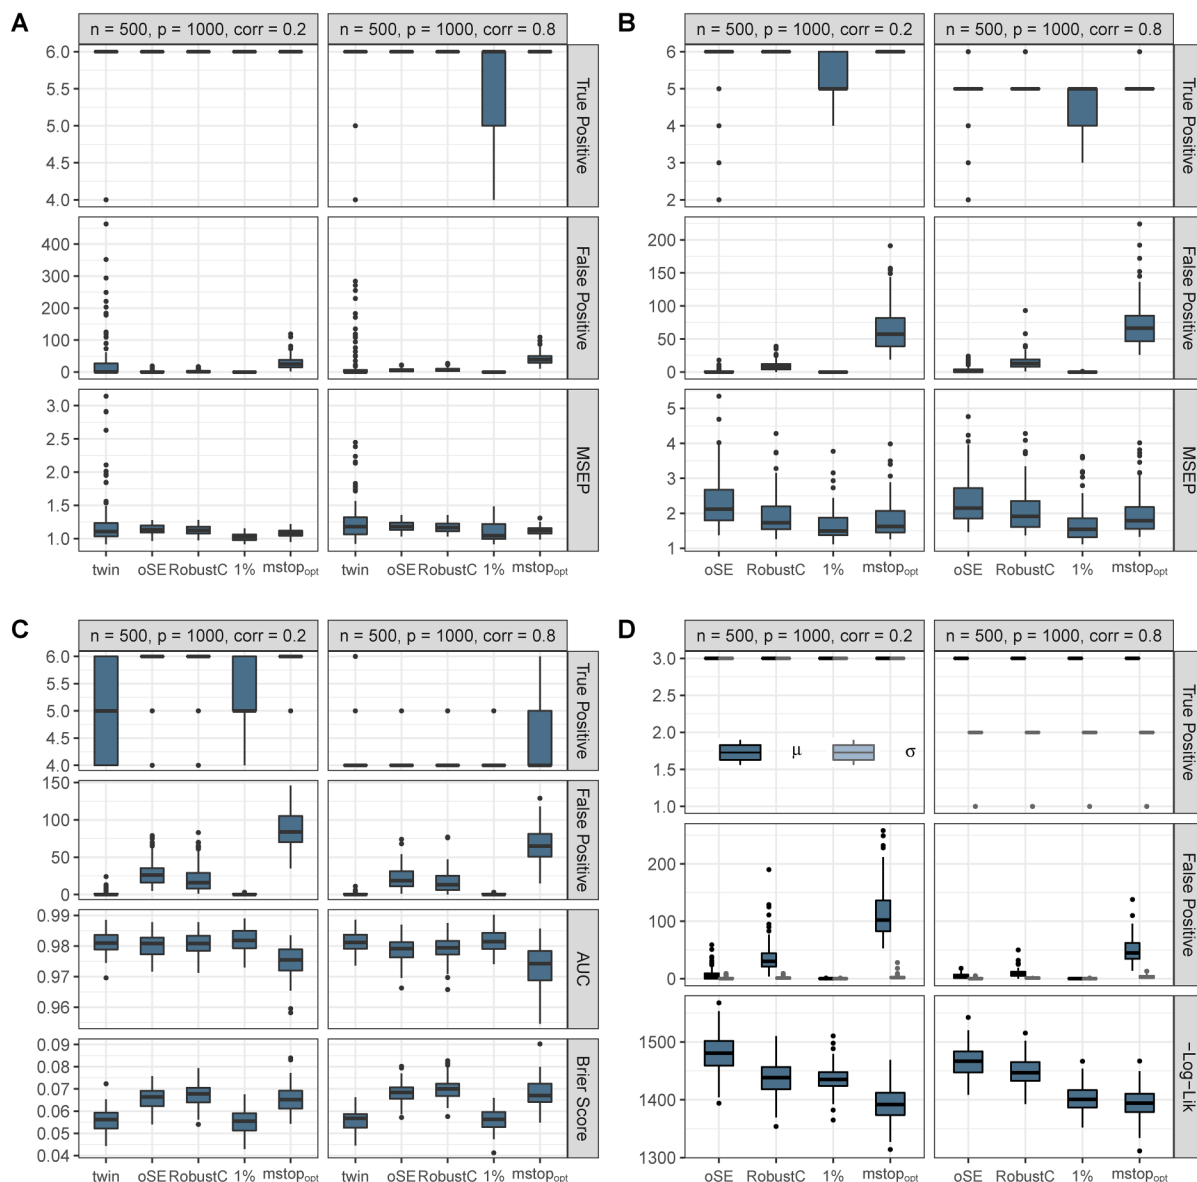 A
n = 500, p = 1000, corr = 0.2
n = 500, p = 1000, corr = 0.8
6.0
5.5
5.0
4.5
4.0
True Positive
400
300
200
100
0
False Positive
3.0
2.5
2.0
1.5
1.0
MSEP
twin oSE RobustC 1% mstopopt
twin oSE RobustC 1% mstopopt
B
n = 500, p = 1000, corr = 0.2
n = 500, p = 1000, corr = 0.8
6
5
4
3
2
True Positive
200
150
100
50
0
False Positive
5
4
3
2
1
MSEP
oSE RobustC 1% mstopopt
oSE RobustC 1% mstopopt
C
n = 500, p = 1000, corr = 0.2
n = 500, p = 1000, corr = 0.8
6.0
5.5
5.0
4.5
4.0
True Positive
150
100
50
0
False Positive
0.99
0.98
0.97
0.96
AUC
0.09
0.08
0.07
0.06
0.05
0.04
Brier Score
twin oSE RobustC 1% mstopopt
twin oSE RobustC 1% mstopopt
D
n = 500, p = 1000, corr = 0.2
n = 500, p = 1000, corr = 0.8
3.0
2.5
2.0
1.5
1.0
μ
σ
True Positive
200
100
0
False Positive
1500
1400
1300
-Log-Lik
oSE RobustC 1% mstopopt
oSE RobustC 1% mstopopt